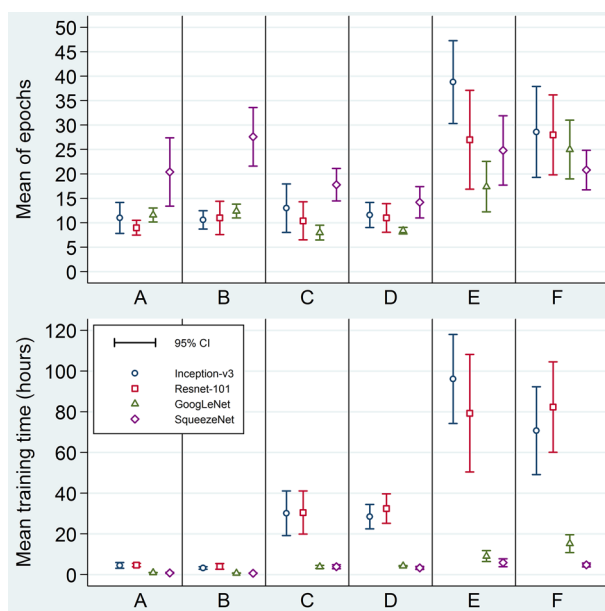 Mean of epochs
50
45
40
35
30
25
20
15
10
5
0
A B C D E F
Mean training time (hours)
120
100
80
60
40
20
0
95% CI
Inception-v3
Resnet-101
GoogLeNet
SqueezeNet
A B C D E F